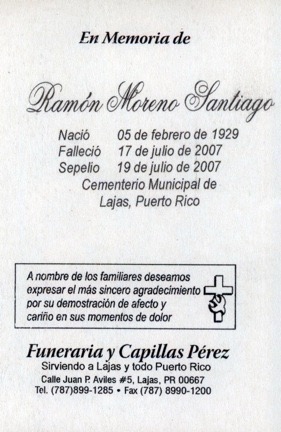 En Memoria de
Ramón Moreno Santiago
Nació 05 de febrero de 1929
Falleció 17 de julio de 2007
Sepelio 19 de julio de 2007
Cementerio Municipal de
Lajas, Puerto Rico
A nombre de los familiares deseamos
expresar el más sincero agradecimiento
por su demostración de afecto y
cariño en sus momentos de dolor
Funeraria y Capillas Pérez
Sirviendo a Lajas y todo Puerto Rico
Calle Juan P. Aviles #5, Lajas, PR 00667
Tel. (787)899-1285 • Fax (787) 8990-1200